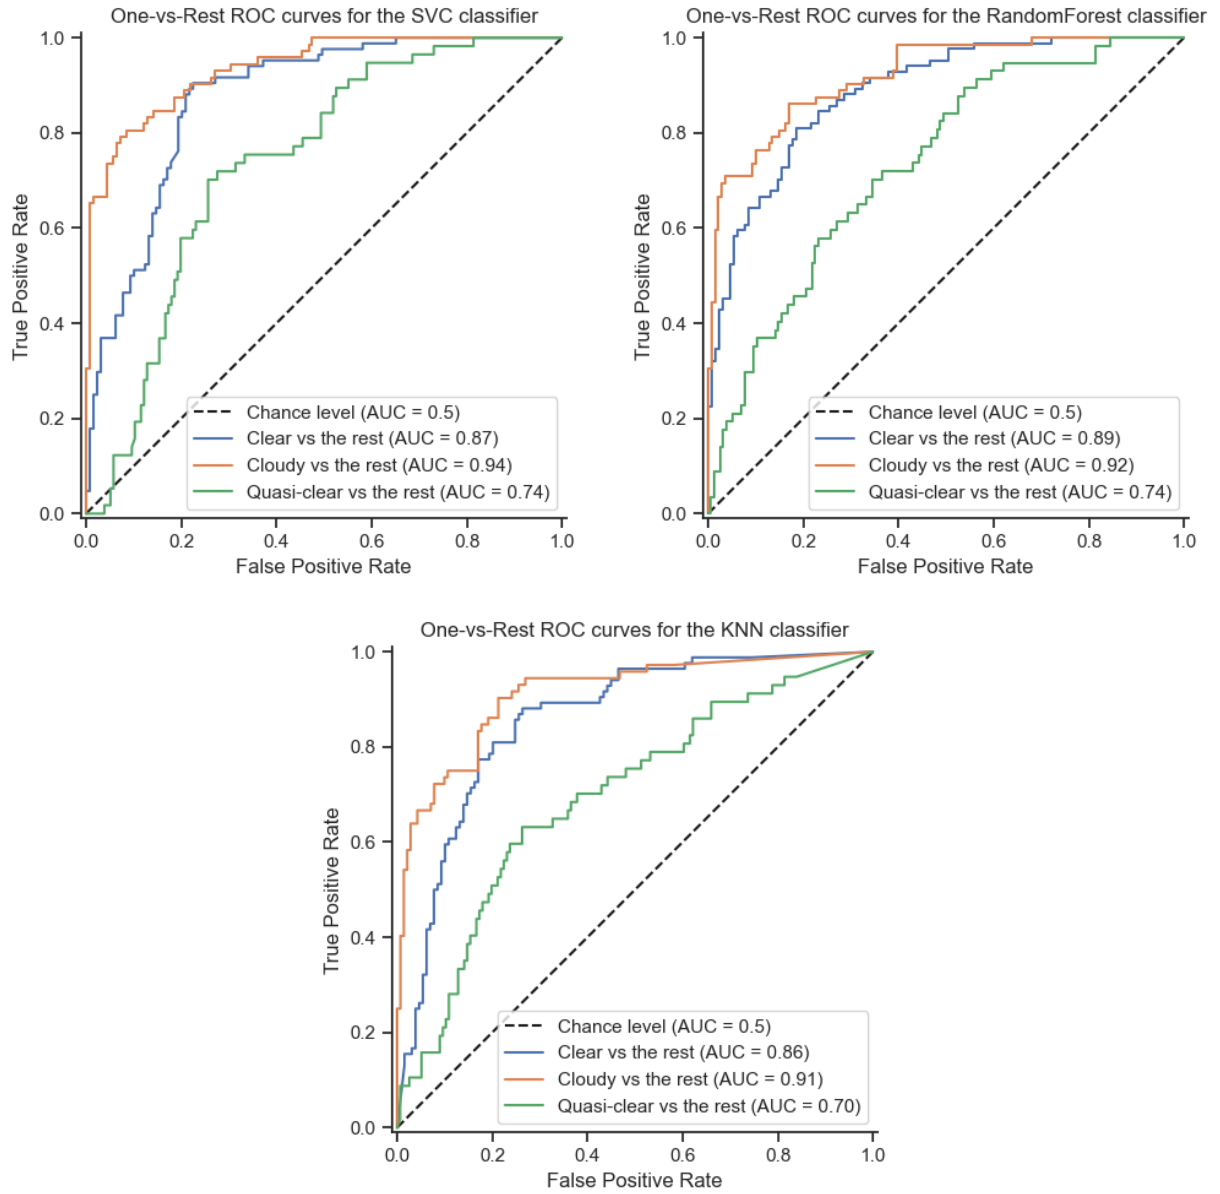 One-vs-Rest ROC curves for the SVC classifier
1.0
0.8
0.6
0.4
0.2
0.0
True Positive Rate
Chance level (AUC = 0.5)
Clear vs the rest (AUC = 0.87)
Cloudy vs the rest (AUC = 0.94)
Quasi-clear vs the rest (AUC = 0.74)
0.0 0.2 0.4 0.6 0.8 1.0
False Positive Rate
One-vs-Rest ROC curves for the RandomForest classifier
1.0
0.8
0.6
0.4
0.2
0.0
True Positive Rate
Chance level (AUC = 0.5)
Clear vs the rest (AUC = 0.89)
Cloudy vs the rest (AUC = 0.92)
Quasi-clear vs the rest (AUC = 0.74)
0.0 0.2 0.4 0.6 0.8 1.0
False Positive Rate
One-vs-Rest ROC curves for the KNN classifier
1.0
0.8
0.6
0.4
0.2
0.0
True Positive Rate
Chance level (AUC = 0.5)
Clear vs the rest (AUC = 0.86)
Cloudy vs the rest (AUC = 0.91)
Quasi-clear vs the rest (AUC = 0.70)
0.0 0.2 0.4 0.6 0.8 1.0
False Positive Rate